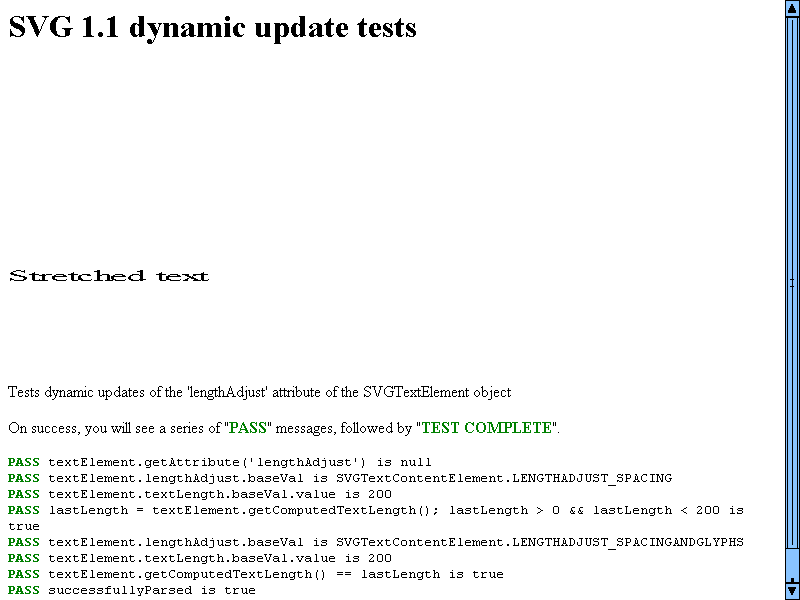 SVG 1.1 dynamic update tests
Stretched text
Tests dynamic updates of the 'lengthAdjust' attribute of the SVGTextElement object
On success, you will see a series of "PASS" messages, followed by "TEST COMPLETE".
PASS textElement.getAttribute('lengthAdjust') is null
PASS textElement.lengthAdjust.baseVal is SVGTextContentElement.LENGTHADJUST_SPACING
PASS textElement.textLength.baseVal.value is 200
PASS lastLength = textElement.getComputedTextLength(); lastLength > 0 && lastLength < 200 is
true
PASS textElement.lengthAdjust.baseVal is SVGTextContentElement.LENGTHADJUST_SPACINGANDGLYPHS
PASS textElement.textLength.baseVal.value is 200
PASS textElement.getComputedTextLength() == lastLength is true
PASS successfullyParsed is true